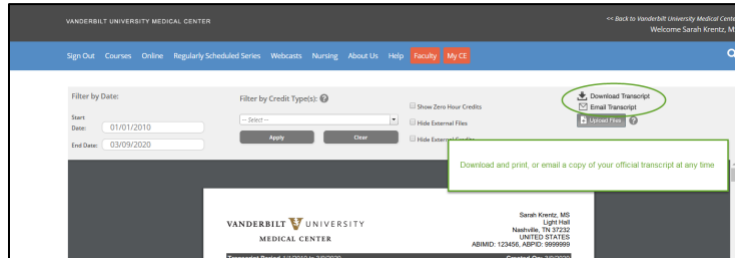 VANDERBILT UNIVERSITY MEDICAL CENTER
<< Back to Vanderbilt University Medical Cente
Welcome Sarah Krentz, M
Sign Out Courses Online Regularly Scheduled Series Webcasts Nursing About Us Help Faculty My CE
Filter by Date:
Start
Date: 01/01/2010
End Date: 03/09/2020
Filter by Credit Type(s):
-- Select --
Apply Clear
Show Zero Hour Credits
Hide External Files
Hide External Credits
Download Transcript
Email Transcript
Upload Files
Download and print, or email a copy of your official transcript at any time
VANDERBILT UNIVERSITY
MEDICAL CENTER
Sarah Krentz, MS
Light Hall
Nashville, TN 37232
UNITED STATES
ABIMID: 123456, ABPID: 9999999